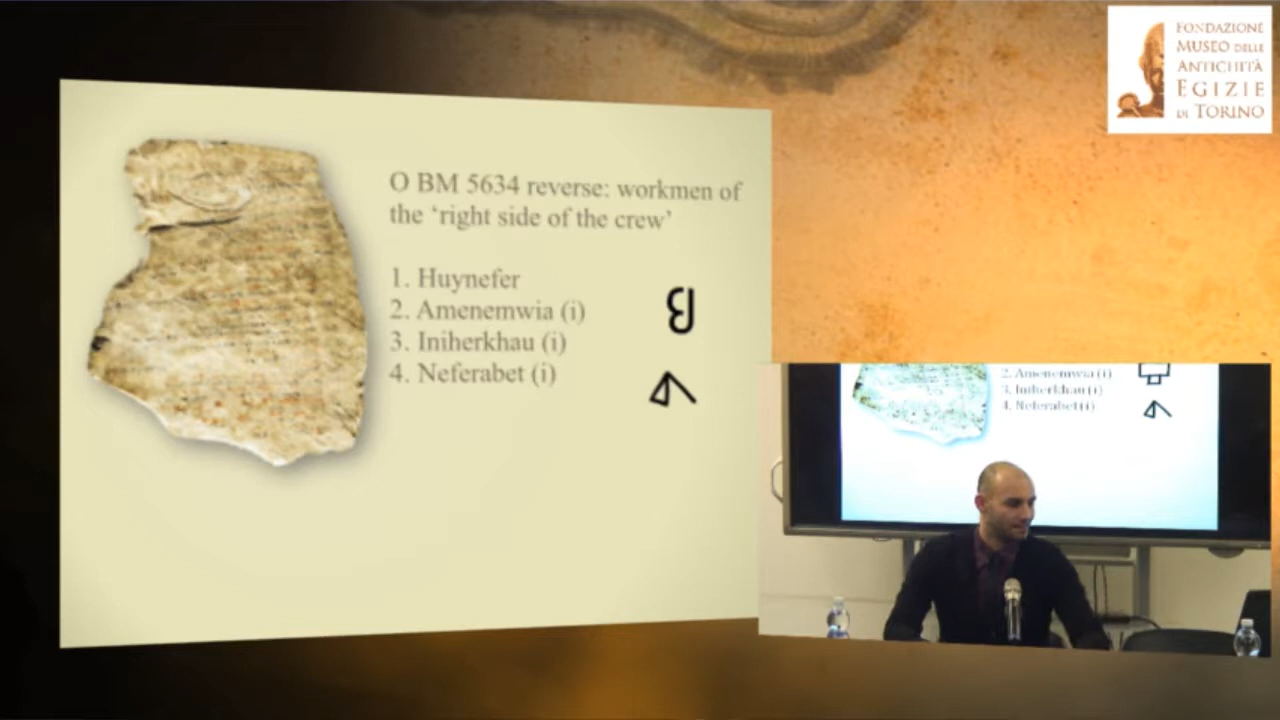 O BM 5634 reverse: workmen of
the ‘right side of the crew’
1. Huynefer
2. Amenemwia (i)
3. Iniherkhau (i)
4. Neferabet (i)
FONDAZIONE
MUSEO DELLE
ANTICHITÀ
EGIZIE
DI TORINO
2. Amenemwia (i)
3. Iniherkhau (i)
4. Neferabet (i)